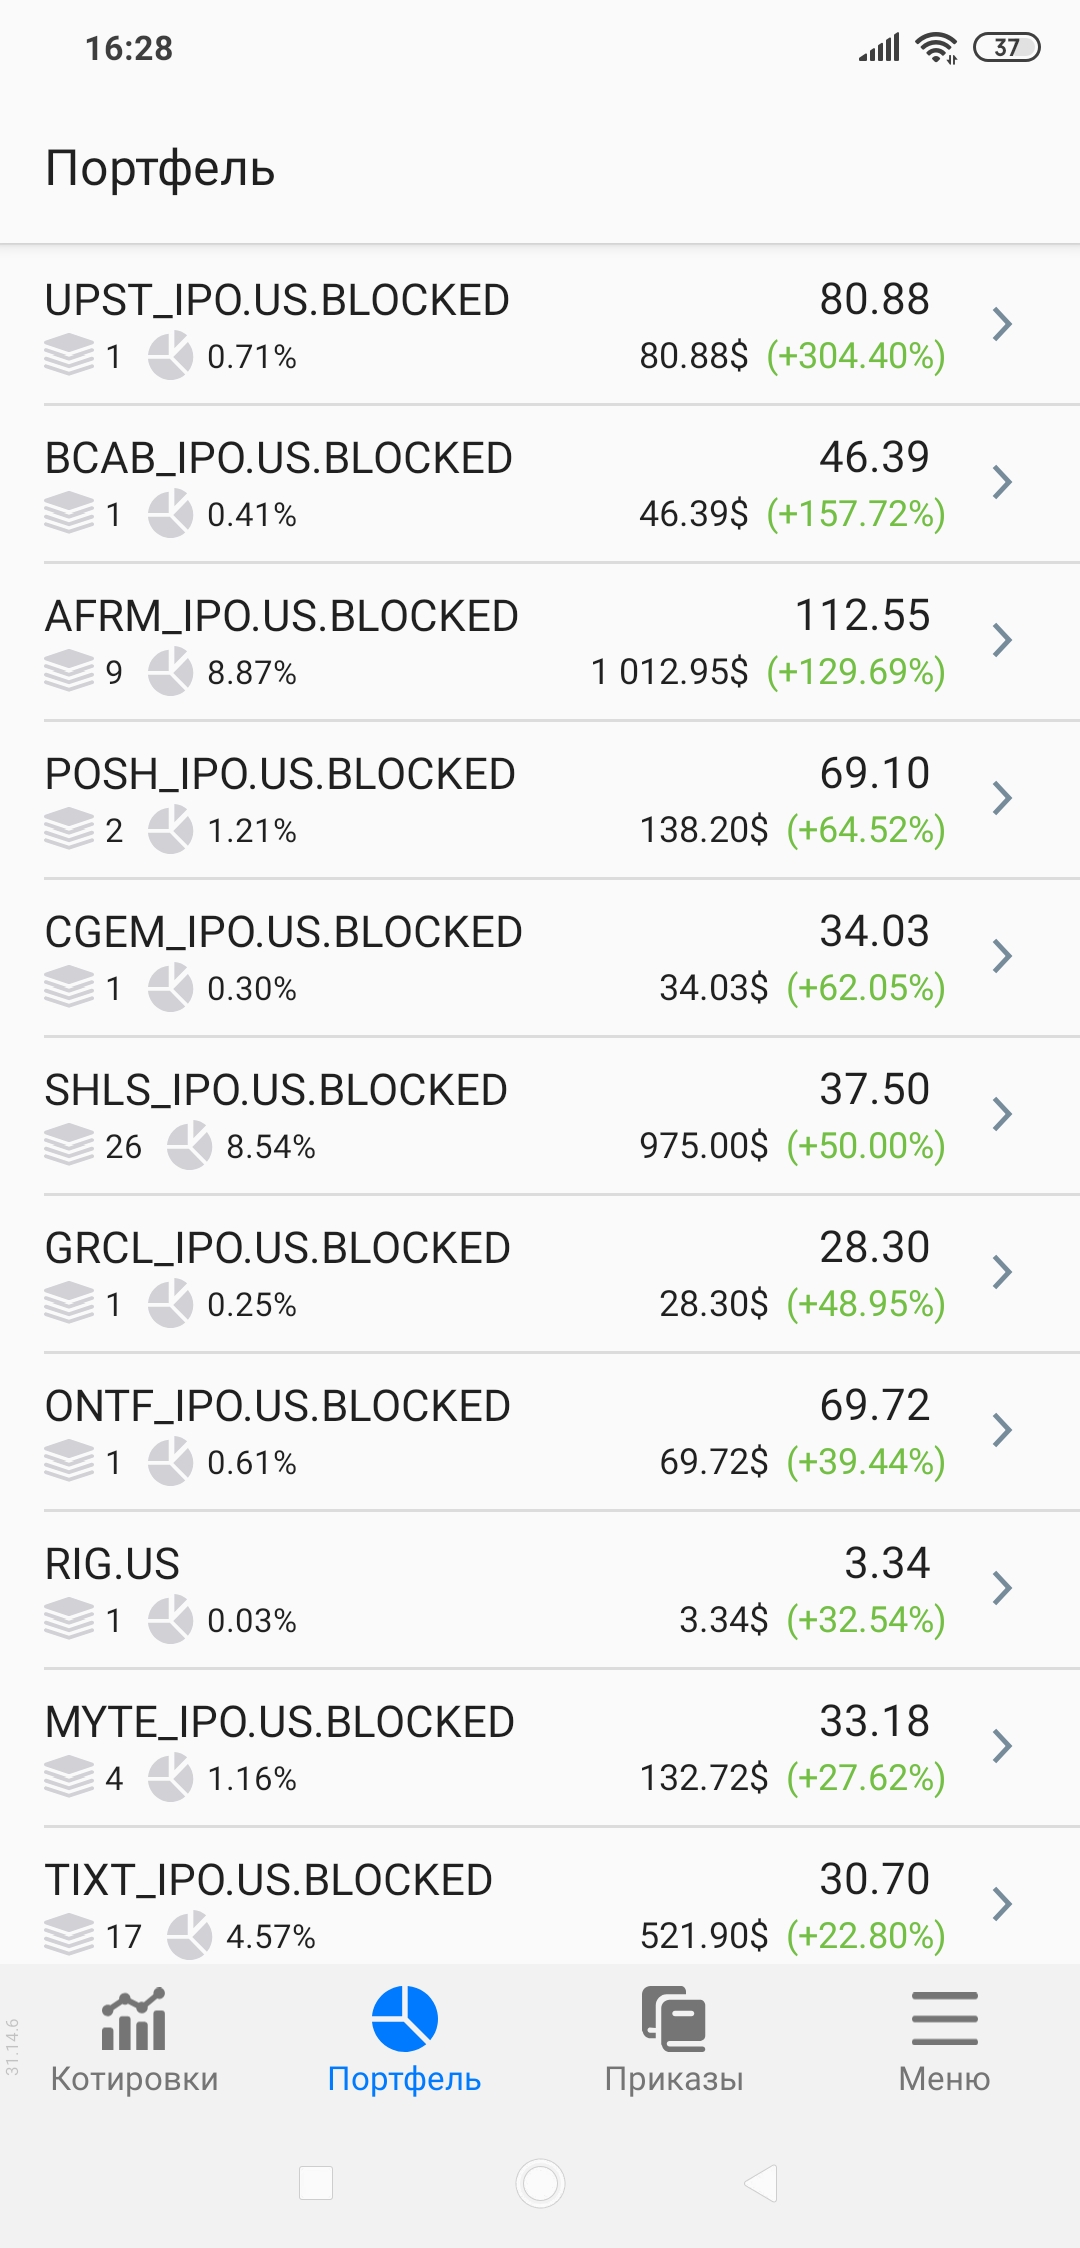 16:28
37
Портфель
UPST_IPO.US.BLOCKED 80.88
1 0.71% 80.88$ (+304.40%)
BCAB_IPO.US.BLOCKED 46.39
1 0.41% 46.39$ (+157.72%)
AFRM_IPO.US.BLOCKED 112.55
9 8.87% 1 012.95$ (+129.69%)
POSH_IPO.US.BLOCKED 69.10
2 1.21% 138.20$ (+64.52%)
CGEM_IPO.US.BLOCKED 34.03
1 0.30% 34.03$ (+62.05%)
SHLS_IPO.US.BLOCKED 37.50
26 8.54% 975.00$ (+50.00%)
GRCL_IPO.US.BLOCKED 28.30
1 0.25% 28.30$ (+48.95%)
ONTF_IPO.US.BLOCKED 69.72
1 0.61% 69.72$ (+39.44%)
RIG.US 3.34
1 0.03% 3.34$ (+32.54%)
MYTE_IPO.US.BLOCKED 33.18
4 1.16% 132.72$ (+27.62%)
TIXT_IPO.US.BLOCKED 30.70
17 4.57% 521.90$ (+22.80%)
31.14.6
Котировки Портфель Приказы Меню